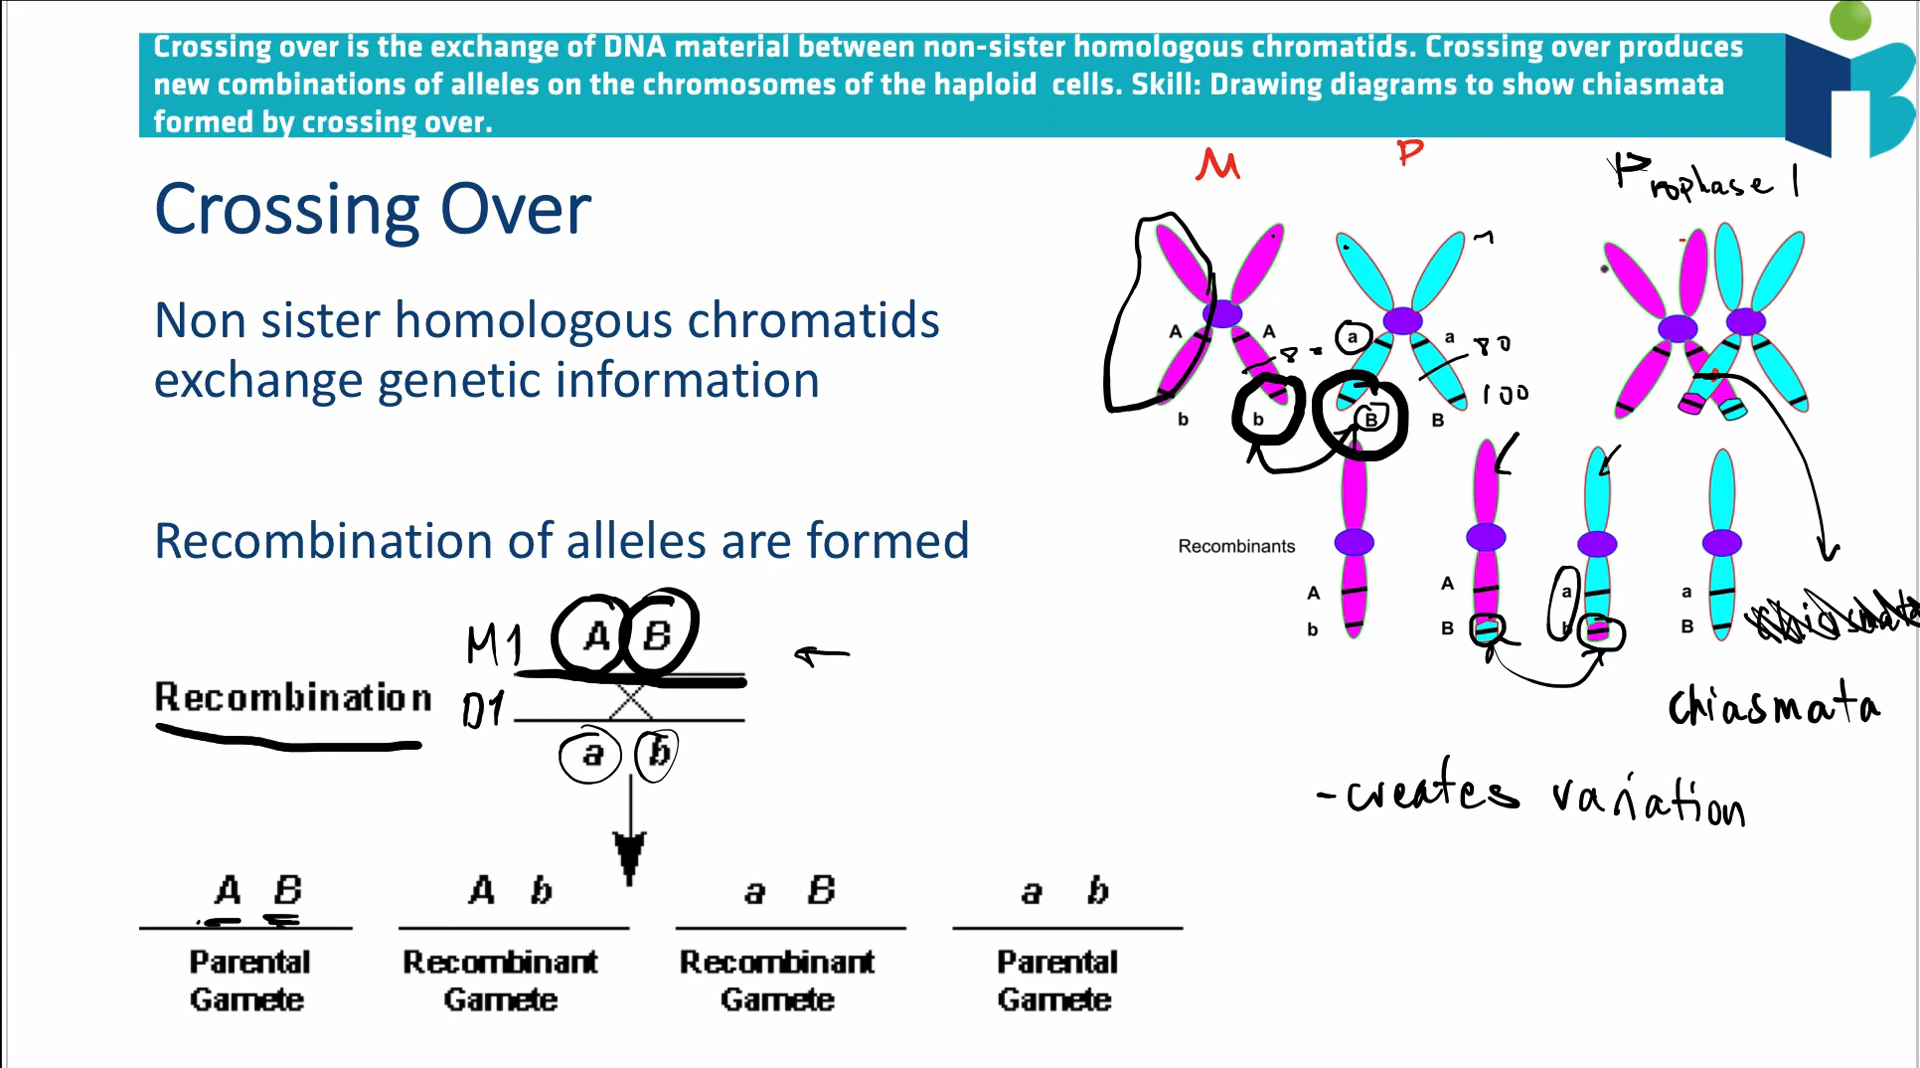 Crossing over is the exchange of DNA material between non-sister homologous chromatids. Crossing over produces
new combinations of alleles on the chromosomes of the haploid cells. Skill: Drawing diagrams to show chiasmata
formed by crossing over.
M P Prophase 1
Crossing Over
Non sister homologous chromatids
exchange genetic information
A A a a
80
100
b b B B
Recombination of alleles are formed
Recombinants
A A a a
b B b B
M1 A B
Recombination
D1
a b
chiasmata
-creates variation
A B A b a B a b
Parental Recombinant Recombinant Parental
Gamete Gamete Gamete Gamete